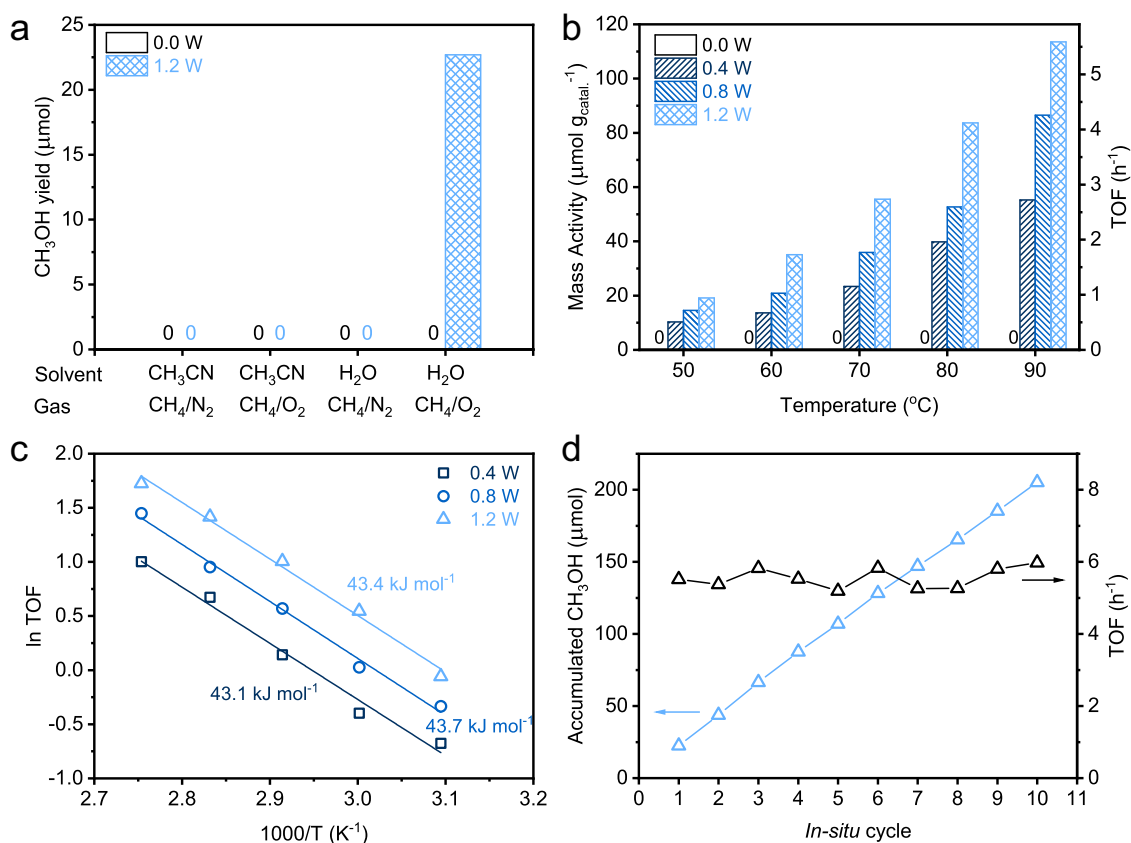 a
0.0 W
1.2 W
CH₃OH yield (μmol)
25
20
15
10
5
0
0 0 0 0 0 0 0
Solvent CH₃CN CH₃CN H₂O H₂O
Gas CH₄/N₂ CH₄/O₂ CH₄/N₂ CH₄/O₂
3.2
b
0.0 W
0.4 W
0.8 W
1.2 W
Mass Activity (μmol g_catal.⁻¹)
120
100
80
60
40
20
0
0 0 0 0 0
50 60 70 80 90
Temperature (°C)
5
4
3
2
1
0
TOF (h⁻¹)
c
0.4 W
0.8 W
1.2 W
ln TOF
2.0
1.5
1.0
0.5
0.0
-0.5
-1.0
43.4 kJ mol⁻¹
43.1 kJ mol⁻¹
43.7 kJ mol⁻¹
2.7 2.8 2.9 3.0 3.1 3.2
1000/T (K⁻¹)
d
Accumulated CH₃OH (μmol)
200
150
100
50
0
8
6
4
2
0
TOF (h⁻¹)
0 1 2 3 4 5 6 7 8 9 10 11
In-situ cycle